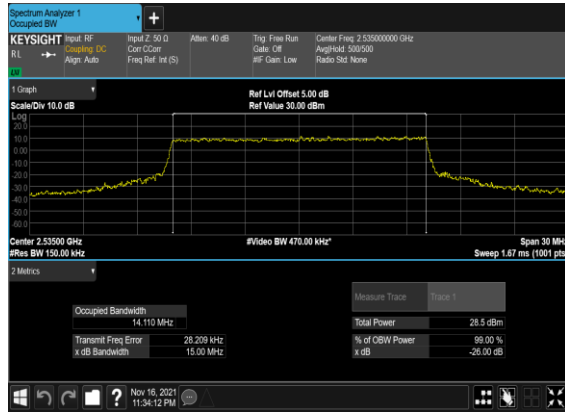 Spectrum Analyzer 1
Occupied BW
+
KEYSIGHT
RL
Input: RF
Coupling: DC
Align: Auto
Input Z: 50 Ω
Corr CCorr
Freq Ref: Int (S)
Atten: 40 dB
Trig: Free Run
Gate: Off
#IF Gain: Low
Center Freq: 2.535000000 GHz
Avg|Hold: 500/500
Radio Std: None
1 Graph
Scale/Div 10.0 dB
Ref Lvl Offset 5.00 dB
Ref Value 30.00 dBm
Log
20.0
10.0
0.00
-10.0
-20.0
-30.0
-40.0
-50.0
-60.0
Center 2.53500 GHz
#Res BW 150.00 kHz
#Video BW 470.00 kHz*
Span 30 MHz
Sweep 1.67 ms (1001 pts
2 Metrics
Measure Trace
Trace 1
Occupied Bandwidth
14.110 MHz
Total Power
28.5 dBm
Transmit Freq Error
28.209 kHz
% of OBW Power
99.00 %
x dB Bandwidth
15.00 MHz
x dB
-26.00 dB
?
Nov 16, 2021
11:34:12 PM